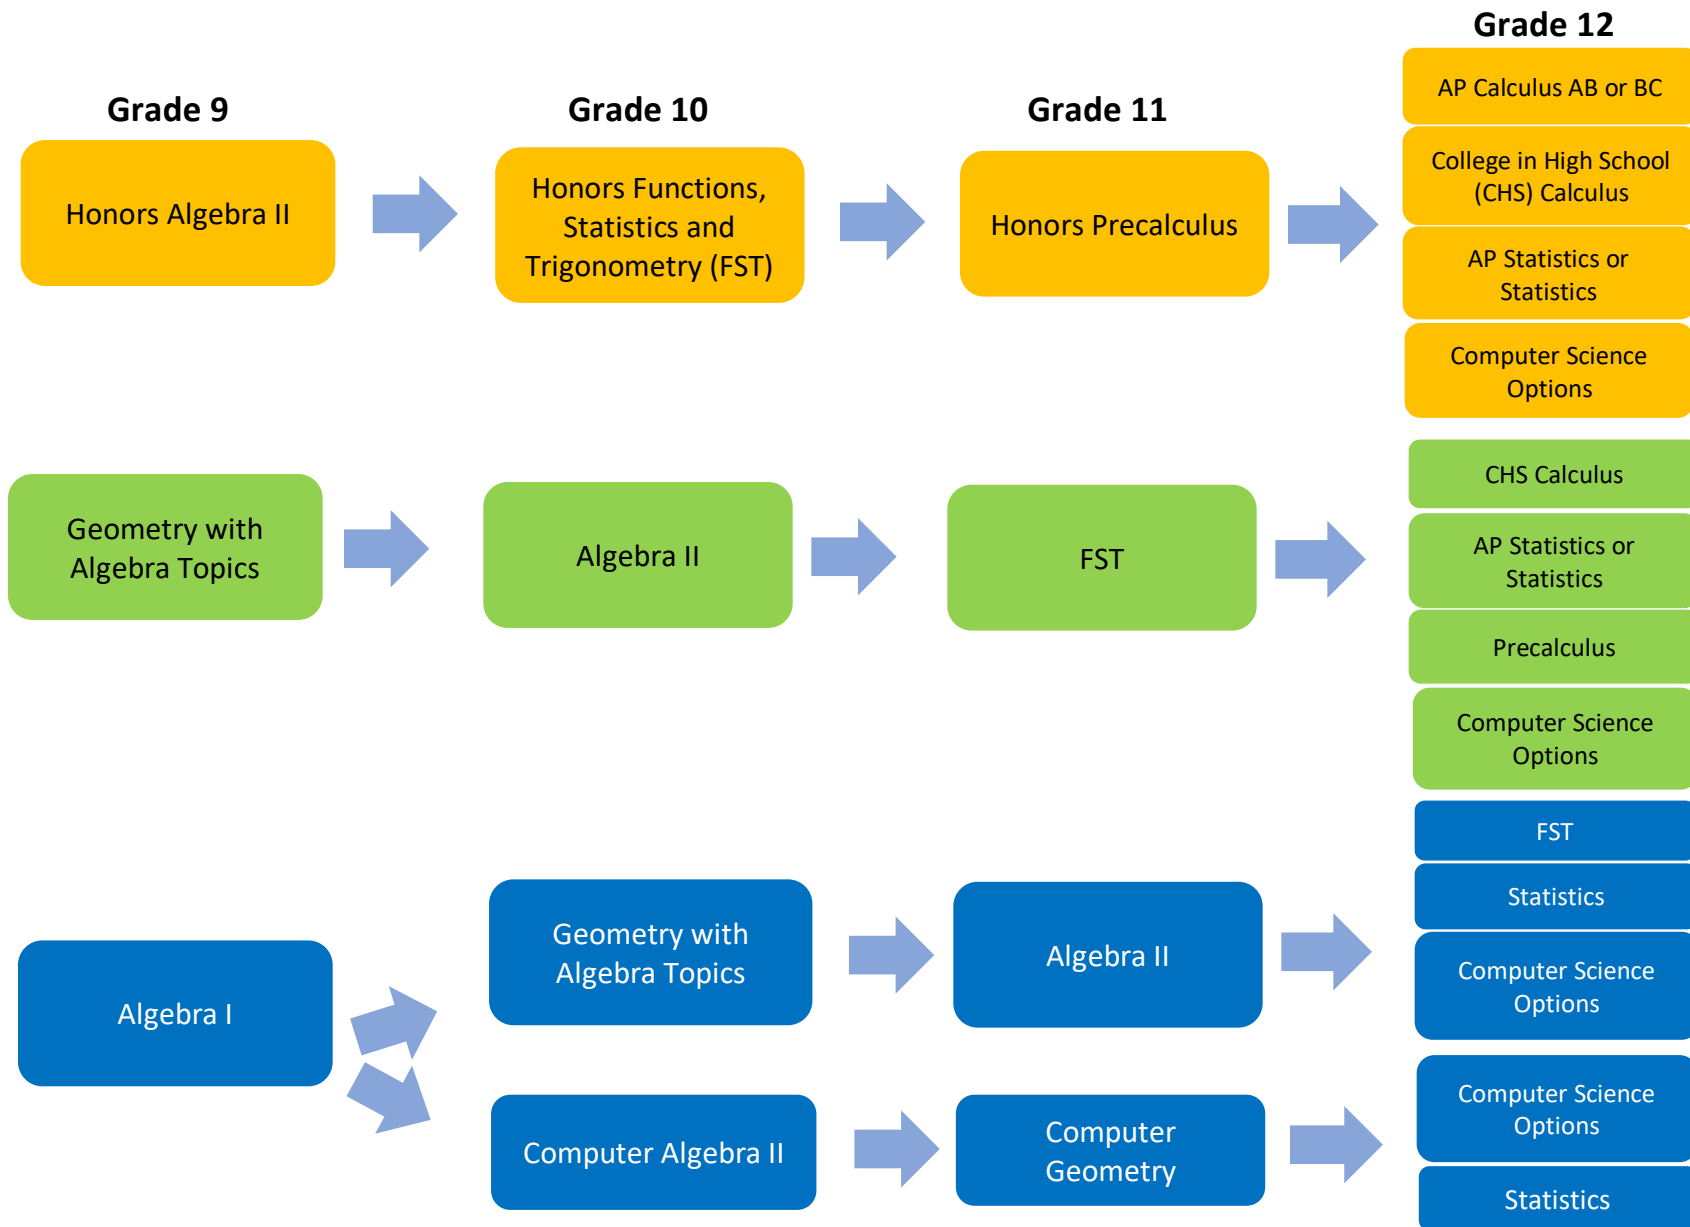 Grade 12
Grade 9
Grade 10
Grade 11
AP Calculus AB or BC
College in High School
(CHS) Calculus
AP Statistics or
Statistics
Computer Science
Options
Honors Algebra II
Honors Functions,
Statistics and
Trigonometry (FST)
Honors Precalculus
Geometry with
Algebra Topics
Algebra II
FST
CHS Calculus
AP Statistics or
Statistics
Precalculus
Computer Science
Options
Algebra I
Geometry with
Algebra Topics
Algebra II
FST
Statistics
Computer Science
Options
Computer Algebra II
Computer
Geometry
Computer Science
Options
Statistics